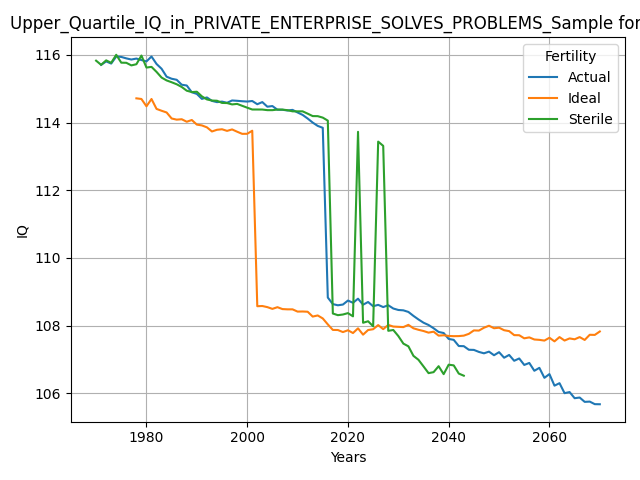 Upper_Quartile_IQ_in_PRIVATE_ENTERPRISE_SOLVES_PROBLEMS_Sample for
116
114
112
110
108
106
IQ
Fertility
Actual
Ideal
Sterile
1980
2000
2020
2040
2060
Years